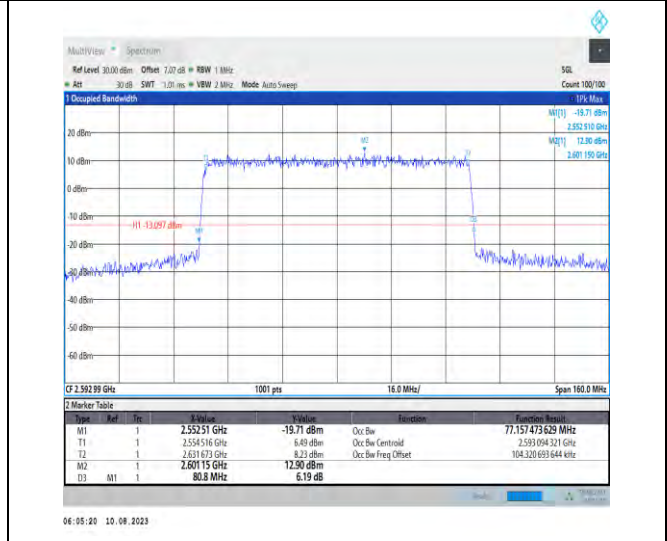 MultiView Spectrum
Ref Level 30.00 dBm Offset 7.07 dB RBW 1 MHz SGL
Att 30 dB SWT 1.01 ms VBW 2 MHz Mode Auto Sweep Count 100/100
1 Occupied Bandwidth 1Pk Max
M1[1] -19.71 dBm
2.552 510 GHz
M2[1] 12.90 dBm
2.601 150 GHz
20 dBm
M2
10 dBm
0 dBm
-10 dBm
H1 -13.097 dBm
M1
-20 dBm
-30 dBm
-40 dBm
-50 dBm
-60 dBm
CF 2.592 99 GHz 1001 pts 16.0 MHz/ Span 160.0 MHz
2 Marker Table
Type Ref Trc X-Value Y-Value Function Function Result
M1 1 2.552 51 GHz -19.71 dBm Occ Bw 77.157 473 629 MHz
T1 1 2.554 516 GHz 6.49 dBm Occ Bw Centroid 2.593 094 321 GHz
T2 1 2.631 673 GHz 8.23 dBm Occ Bw Freq Offset 104.320 693 644 kHz
M2 1 2.601 15 GHz 12.90 dBm
D3 M1 1 80.8 MHz 6.19 dB
06:05:20 10.08.2023